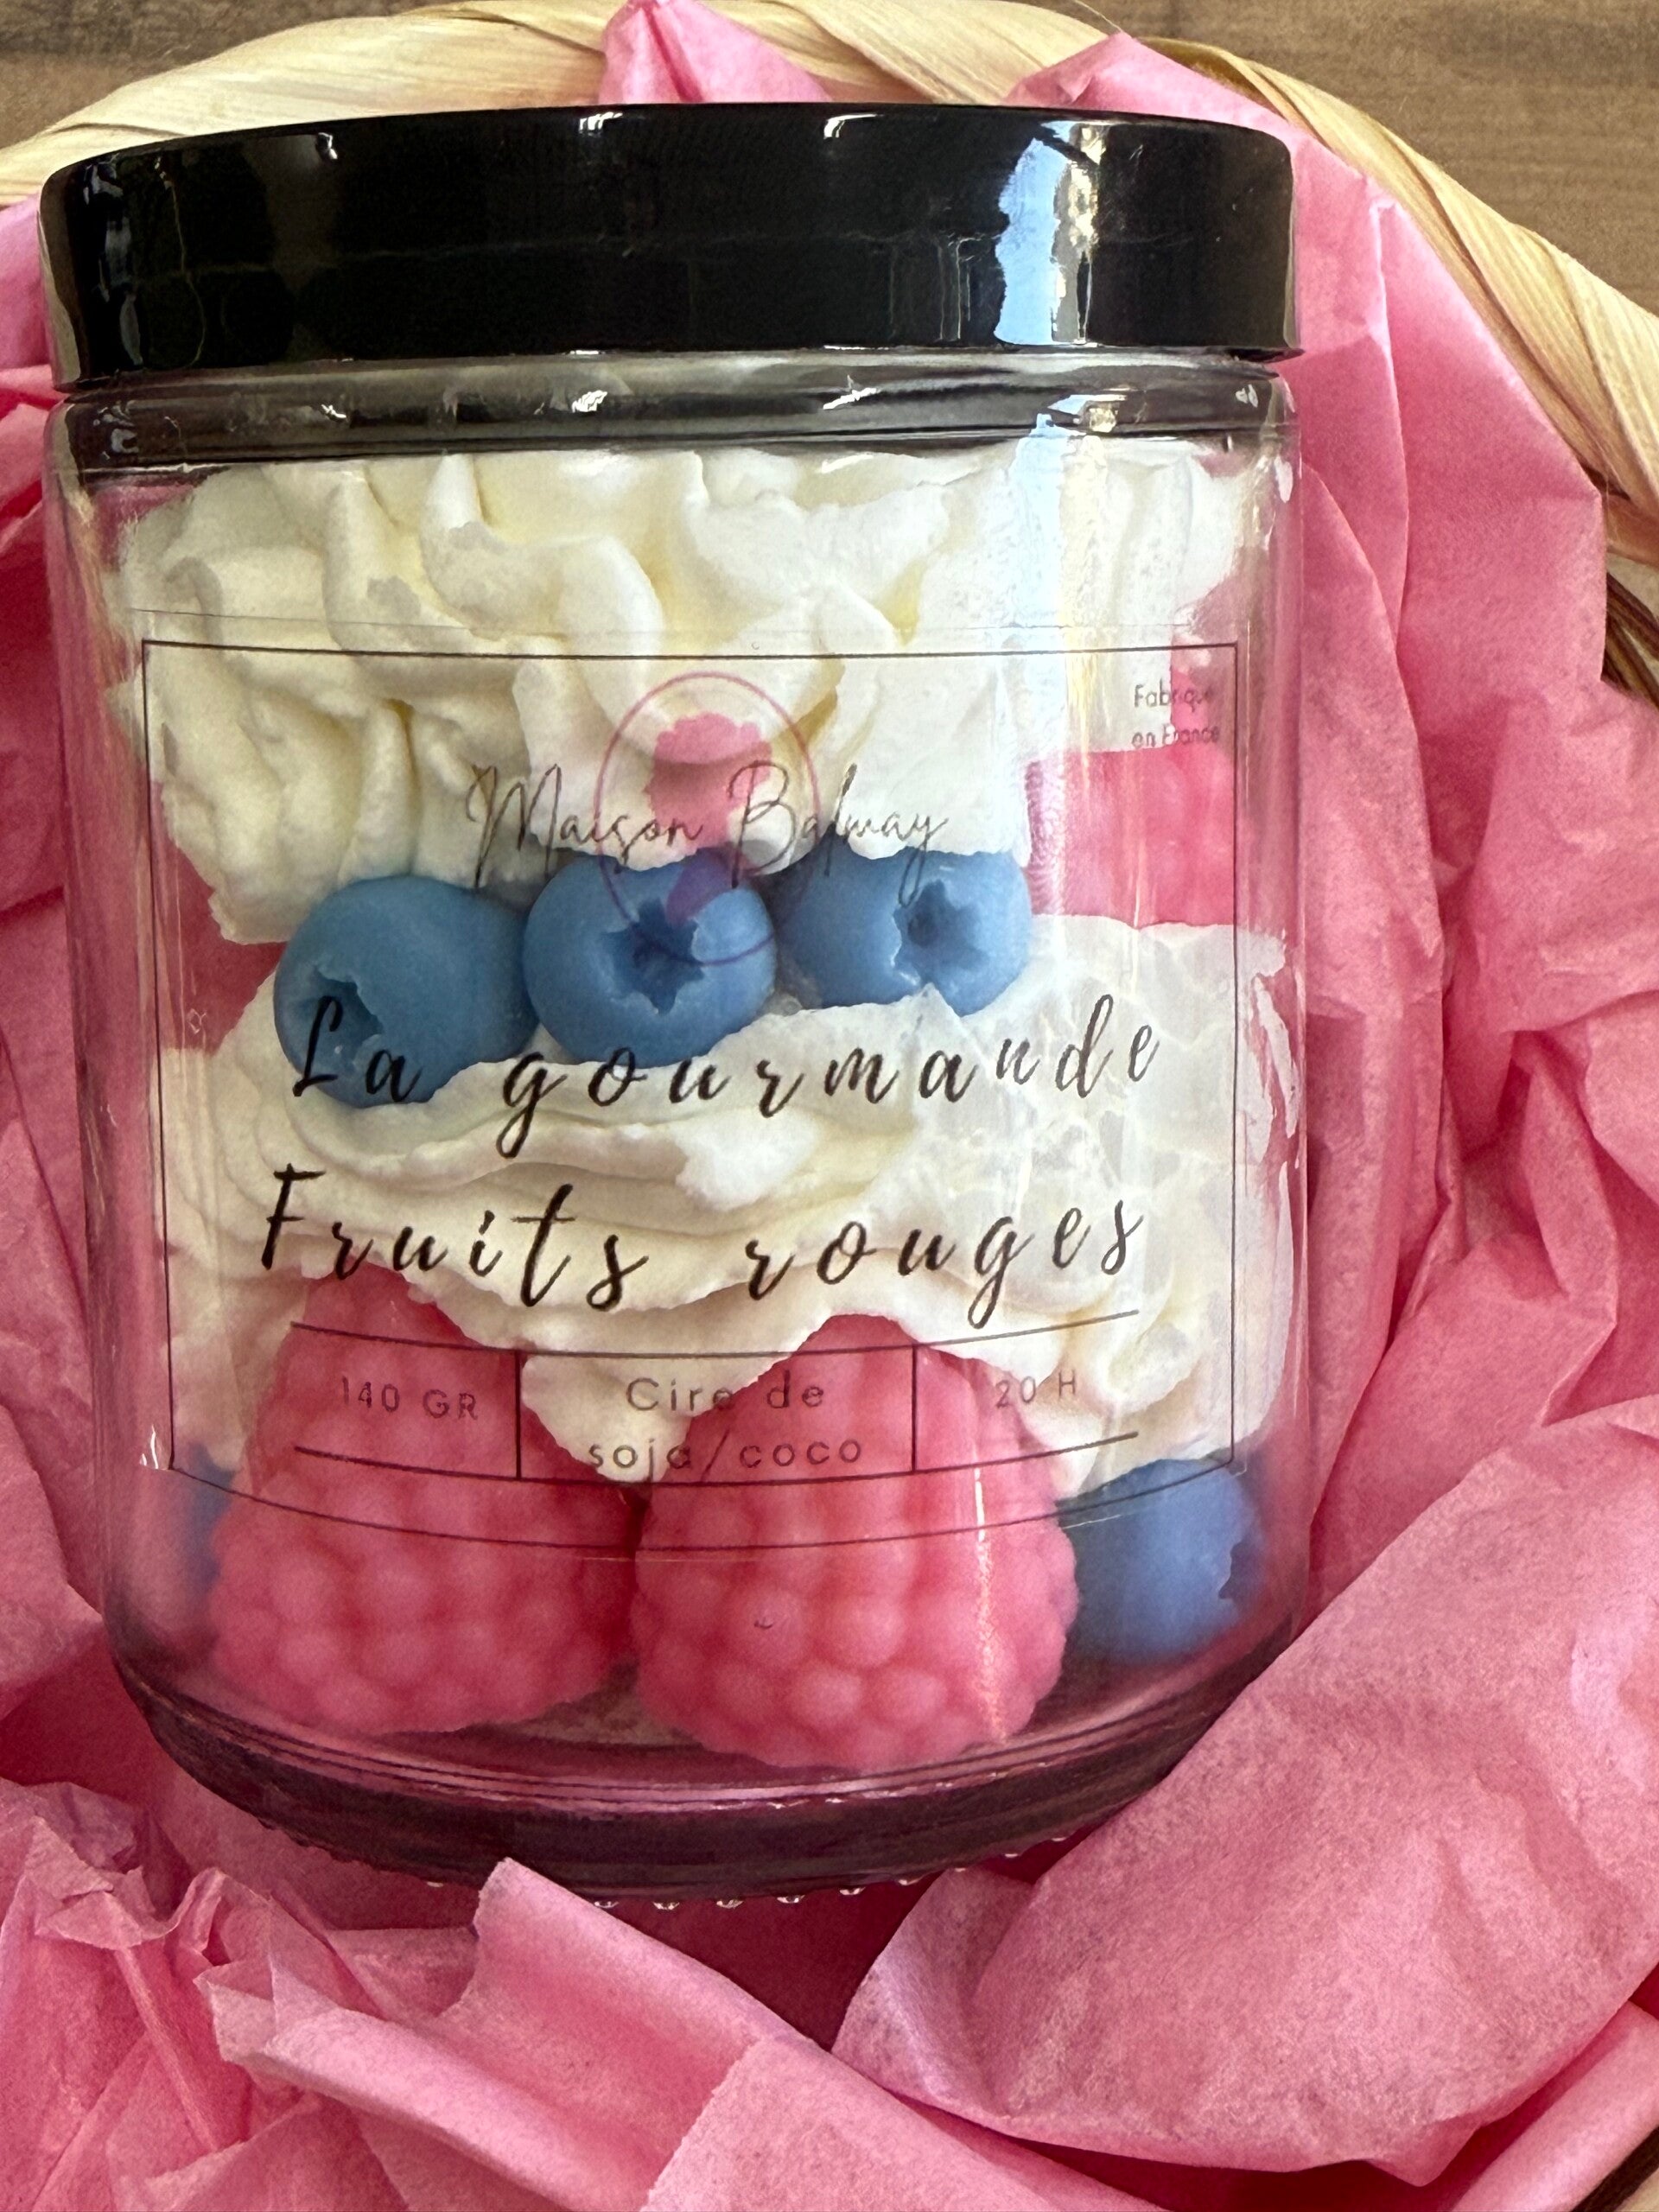 Fabriqué
en France
Maison Balway
La gourmande
Fruits rouges
140 GR
Cire de
soja/coco
20 H